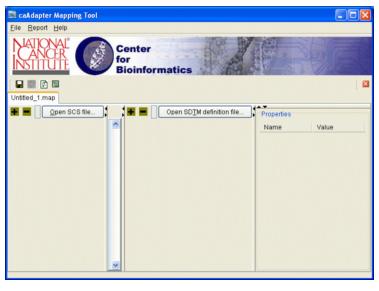 caAdapter Mapping Tool
File Report Help
NATIONAL
CANCER
INSTITUTE
Center
for
Bioinformatics
Untitled_1.map
Open SCS file...
Open SDTM definition file...
Properties
Name Value